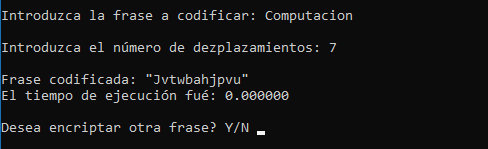 Introduzca la frase a codificar: Computacion
Introduzca el número de dezplazamientos: 7
Frase codificada: "Jvtwbahjpvu"
El tiempo de ejecución fué: 0.000000
Desea encriptar otra frase? Y/N